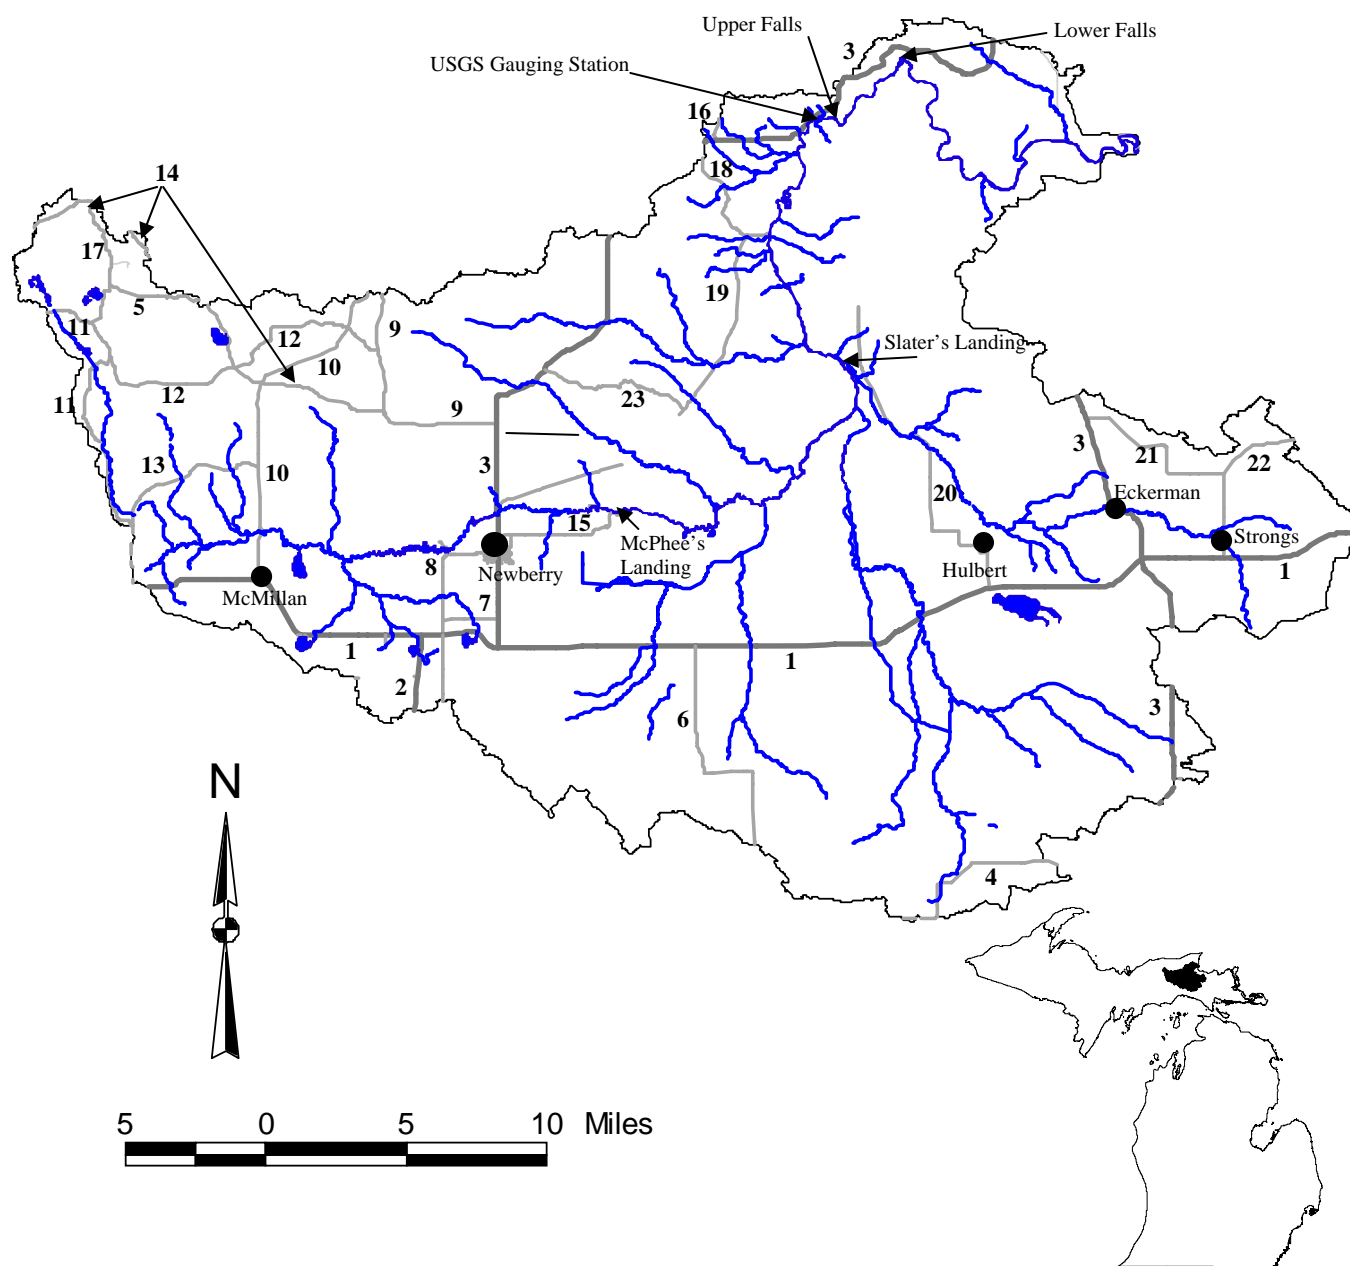 Upper Falls
Lower Falls
3
USGS Gauging Station
16
18
14
17
5
11
12
9
10
19
Slater's Landing
12
11
23
9
3
13
10
3
21
22
20
Eckerman
15
McPhee's
Landing
Strongs
8
Newberry
Hulbert
1
McMillan
7
1
1
2
6
3
4
N
5 0 5 10 Miles